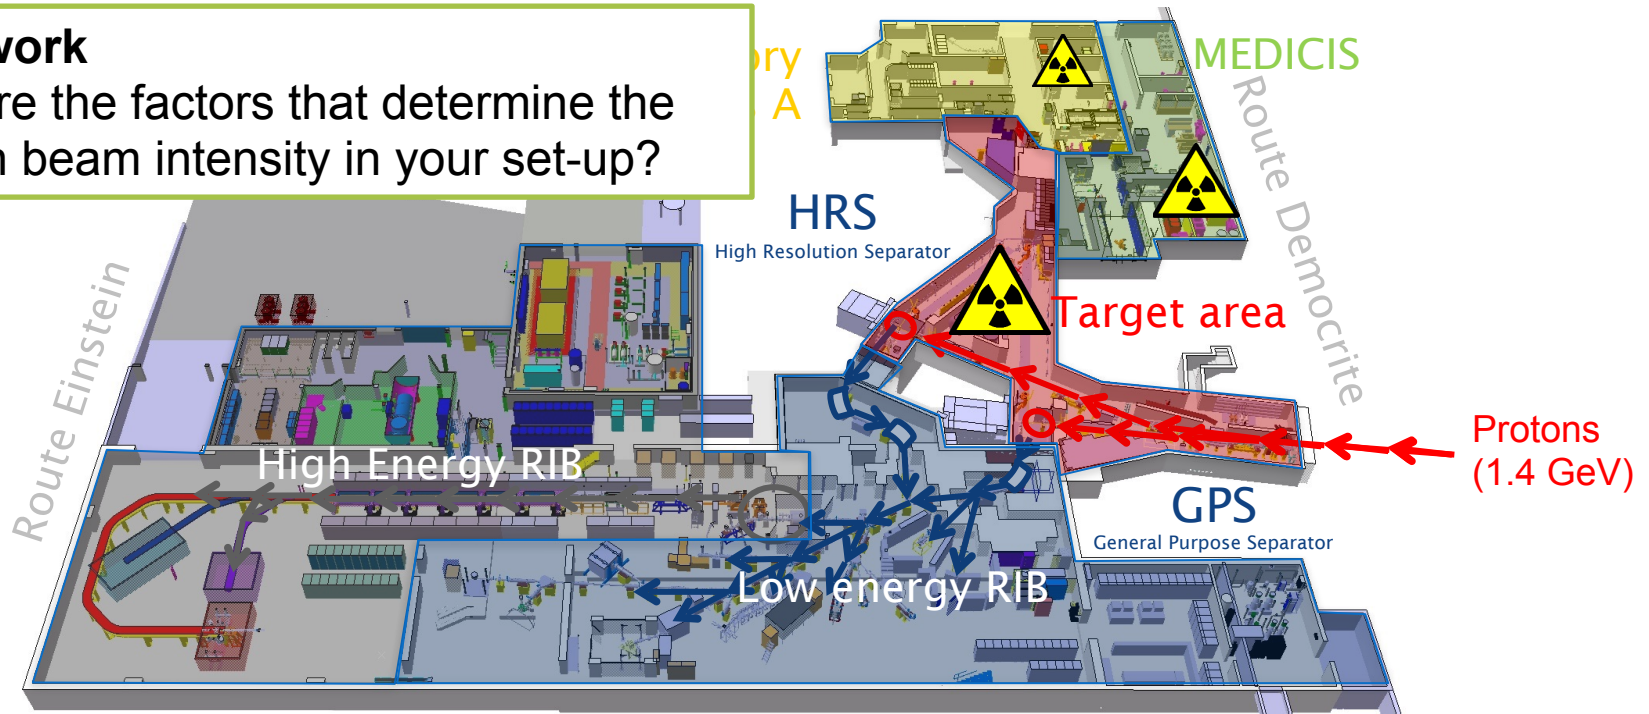 work
re the factors that determine the
n beam intensity in your set-up?
ory
A
MEDICIS
Route Democrite
HRS
High Resolution Separator
Target area
Route Einstein
Protons
(1.4 GeV)
High Energy RIB
GPS
General Purpose Separator
Low energy RIB